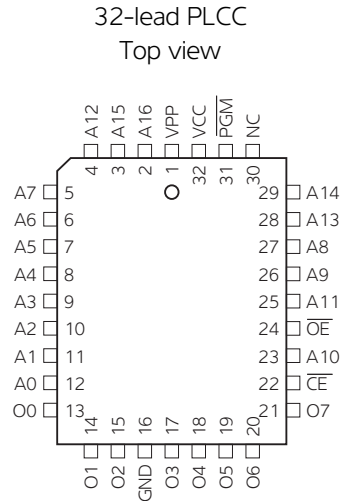 32-lead PLCC
Top view
A12 A15 A16 VPP VCC P̅G̅M̅ NC
4 3 2 1 32 31 30
A7 5 29 A14
A6 6 28 A13
A5 7 27 A8
A4 8 26 A9
A3 9 25 A11
A2 10 24 O̅E̅
A1 11 23 A10
A0 12 22 C̅E̅
O0 13 21 O7
14 15 16 17 18 19 20
O1 O2 GND O3 O4 O5 O6